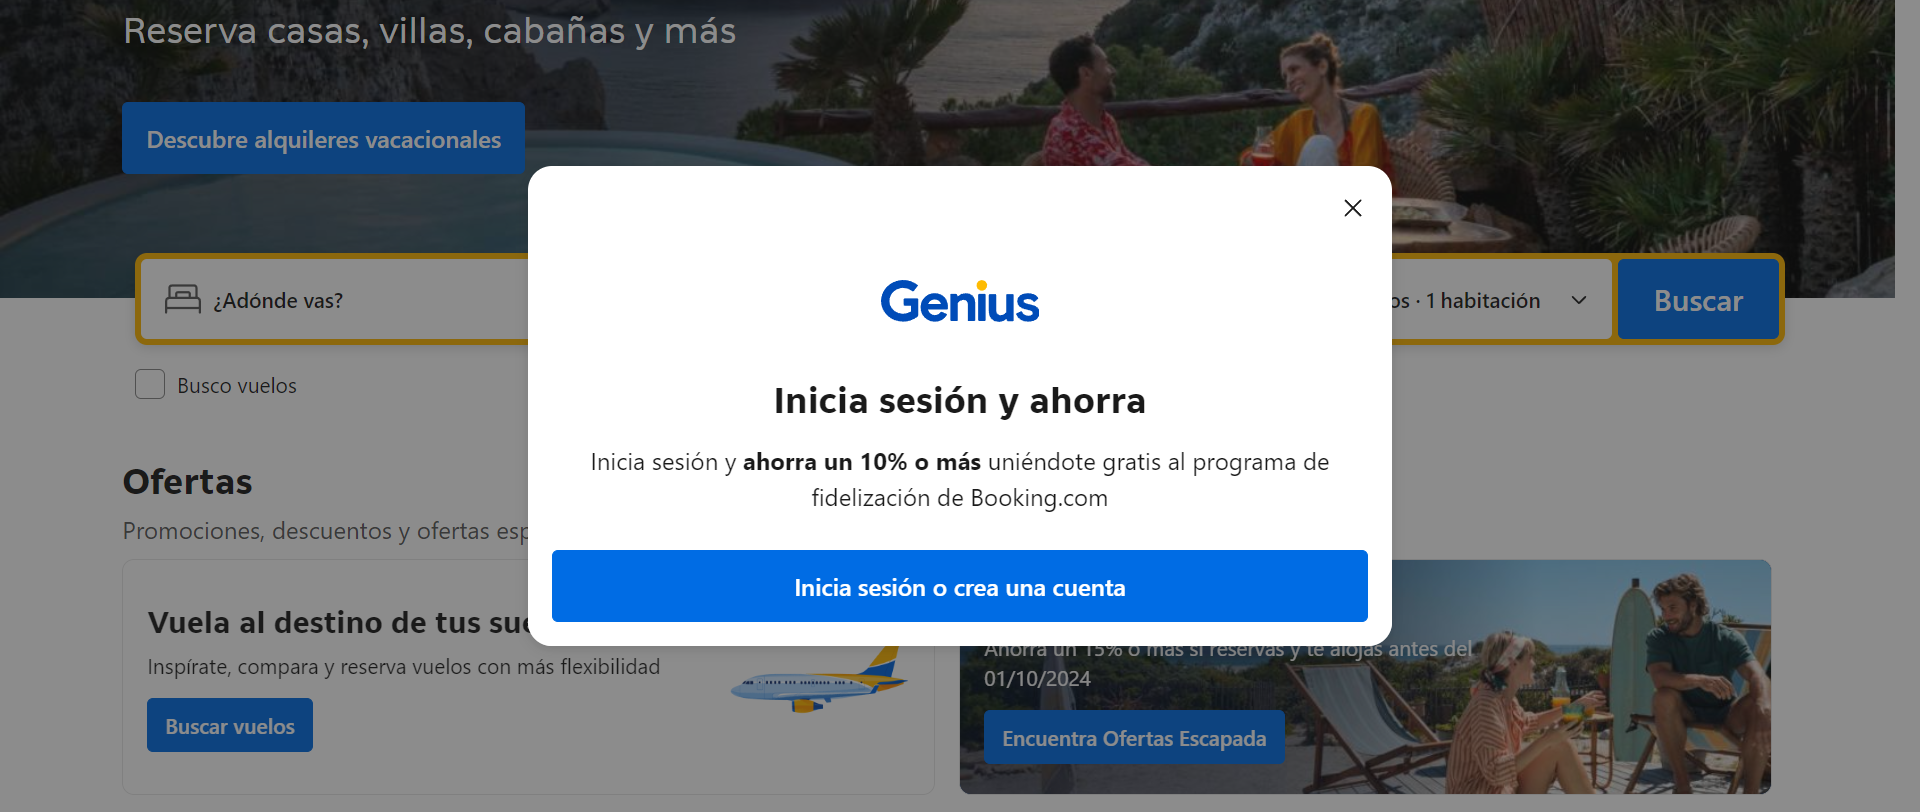 Reserva casas, villas, cabañas y más
Descubre alquileres vacacionales
¿Adónde vas?
· 1 habitación
Buscar
Busco vuelos
Genius
Inicia sesión y ahorra
Inicia sesión y ahorra un 10% o más uniéndote gratis al programa de
fidelización de Booking.com
Inicia sesión o crea una cuenta
Ofertas
Promociones, descuentos y ofertas
Vuela al destino de tus
Inspírate, compara y reserva vuelos con más flexibilidad
Buscar vuelos
Ahorra un 15% o más si reservas y te alojas antes del
01/10/2024
Encuentra Ofertas Escapada